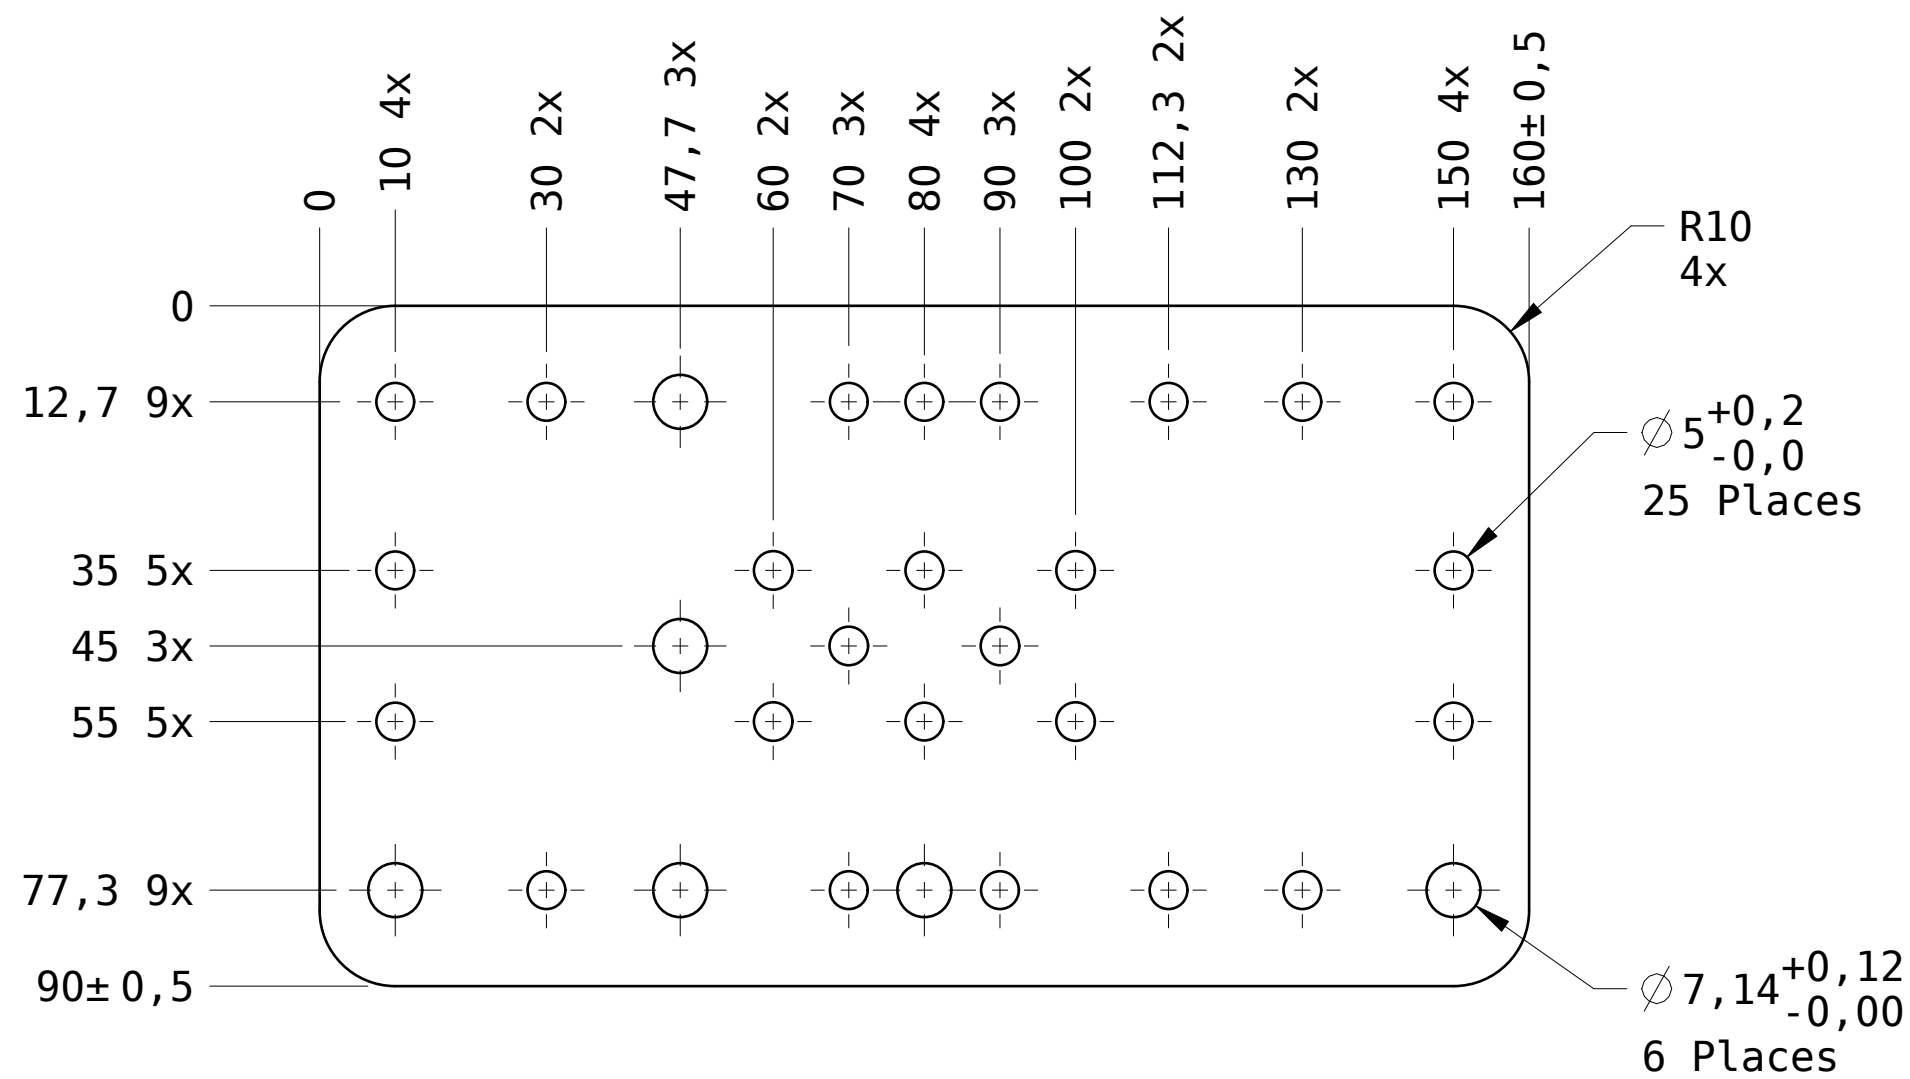 0
10 4x
30 2x
47,7 3x
60 2x
70 3x
80 4x
90 3x
100 2x
112,3 2x
130 2x
150 4x
160±0,5
R10
4x
0
12,7 9x
35 5x
45 3x
55 5x
77,3 9x
90±0,5
⌀5+0,2
-0,0
25 Places
⌀7,14+0,12
-0,00
6 Places